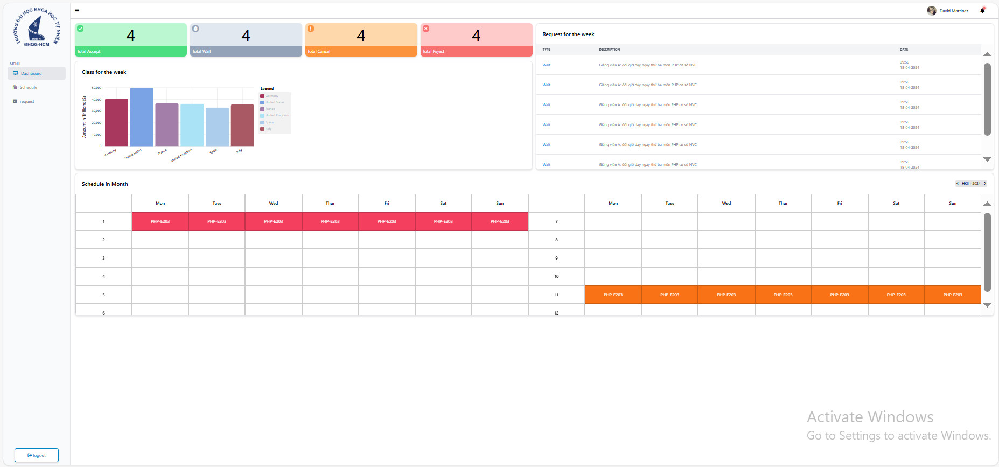 TRƯỜNG ĐẠI HỌC KHOA HỌC TỰ NHIÊN
KHTN
ĐHQG-HCM
MENU
Dashboard
Schedule
request
logout
David Martinez
4
Total Accept
4
Total Wait
4
Total Cancel
4
Total Reject
Class for the week
Amount in Trillions ($)
50,000
40,000
30,000
20,000
10,000
0
Germany
United States
France
United Kingdom
Spain
Italy
Legend
Germany
United States
France
United Kingdom
Spain
Italy
Request for the week
TYPE DESCRIPTION DATE
Wait Giảng viên A: đổi giờ dạy ngày thứ ba môn PHP cơ sở NVC 09:56
18-04-2024
Wait Giảng viên A: đổi giờ dạy ngày thứ ba môn PHP cơ sở NVC 09:56
18-04-2024
Wait Giảng viên A: đổi giờ dạy ngày thứ ba môn PHP cơ sở NVC 09:56
18-04-2024
Wait Giảng viên A: đổi giờ dạy ngày thứ ba môn PHP cơ sở NVC 09:56
18-04-2024
Wait Giảng viên A: đổi giờ dạy ngày thứ ba môn PHP cơ sở NVC 09:56
18-04-2024
Wait Giảng viên A: đổi giờ dạy ngày thứ ba môn PHP cơ sở NVC 09:56
18-04-2024
Schedule in Month
HKII - 2024
Mon Tues Wed Thur Fri Sat Sun Mon Tues Wed Thur Fri Sat Sun
1 PHP-E203 PHP-E203 PHP-E203 PHP-E203 PHP-E203 PHP-E203 PHP-E203 7
2 8
3 9
4 10
5 11 PHP-E203 PHP-E203 PHP-E203 PHP-E203 PHP-E203 PHP-E203 PHP-E203
6 12
Activate Windows
Go to Settings to activate Windows.